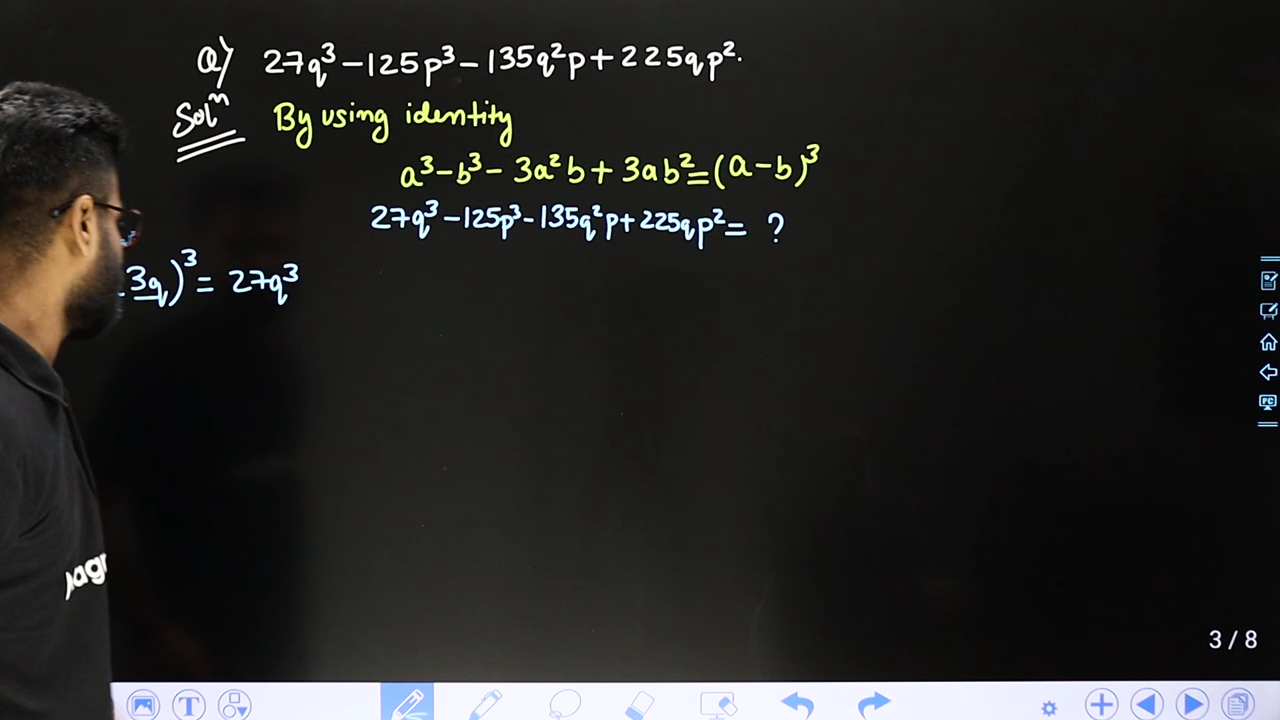 Q) 27q³ - 125p³ - 135q²p + 225qp².
Solⁿ By using identity
a³ - b³ - 3a²b + 3ab² = (a - b)³
27q³ - 125p³ - 135q²p + 225qp² = ?
3q)³ = 27q³
3 / 8